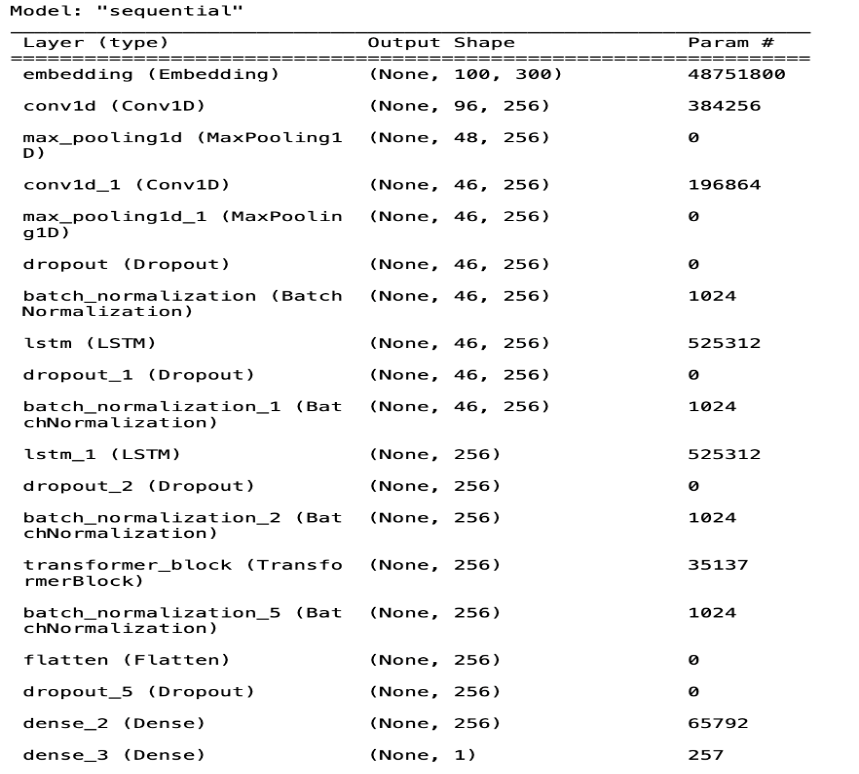 Model: "sequential"
Layer (type) Output Shape Param #
embedding (Embedding) (None, 100, 300) 48751800
conv1d (Conv1D) (None, 96, 256) 384256
max_pooling1d (MaxPooling1 (None, 48, 256) 0
D)
conv1d_1 (Conv1D) (None, 46, 256) 196864
max_pooling1d_1 (MaxPoolin (None, 46, 256) 0
g1D)
dropout (Dropout) (None, 46, 256) 0
batch_normalization (Batch (None, 46, 256) 1024
Normalization)
lstm (LSTM) (None, 46, 256) 525312
dropout_1 (Dropout) (None, 46, 256) 0
batch_normalization_1 (Bat (None, 46, 256) 1024
chNormalization)
lstm_1 (LSTM) (None, 256) 525312
dropout_2 (Dropout) (None, 256) 0
batch_normalization_2 (Bat (None, 256) 1024
chNormalization)
transformer_block (Transfo (None, 256) 35137
rmerBlock)
batch_normalization_5 (Bat (None, 256) 1024
chNormalization)
flatten (Flatten) (None, 256) 0
dropout_5 (Dropout) (None, 256) 0
dense_2 (Dense) (None, 256) 65792
dense_3 (Dense) (None, 1) 257